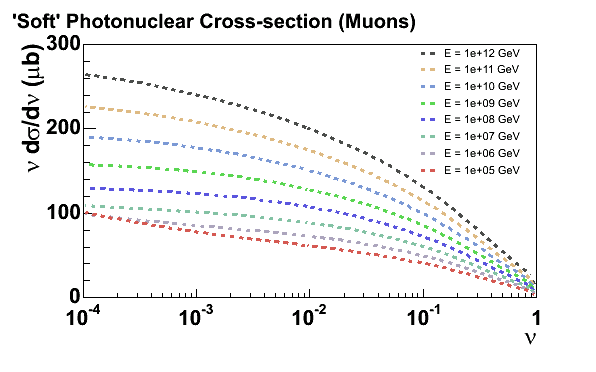 'Soft' Photonuclear Cross-section (Muons)
ν dσ/dν (μb)
300
200
100
0
E = 1e+12 GeV
E = 1e+11 GeV
E = 1e+10 GeV
E = 1e+09 GeV
E = 1e+08 GeV
E = 1e+07 GeV
E = 1e+06 GeV
E = 1e+05 GeV
10⁻⁴ 10⁻³ 10⁻² 10⁻¹ 1
ν